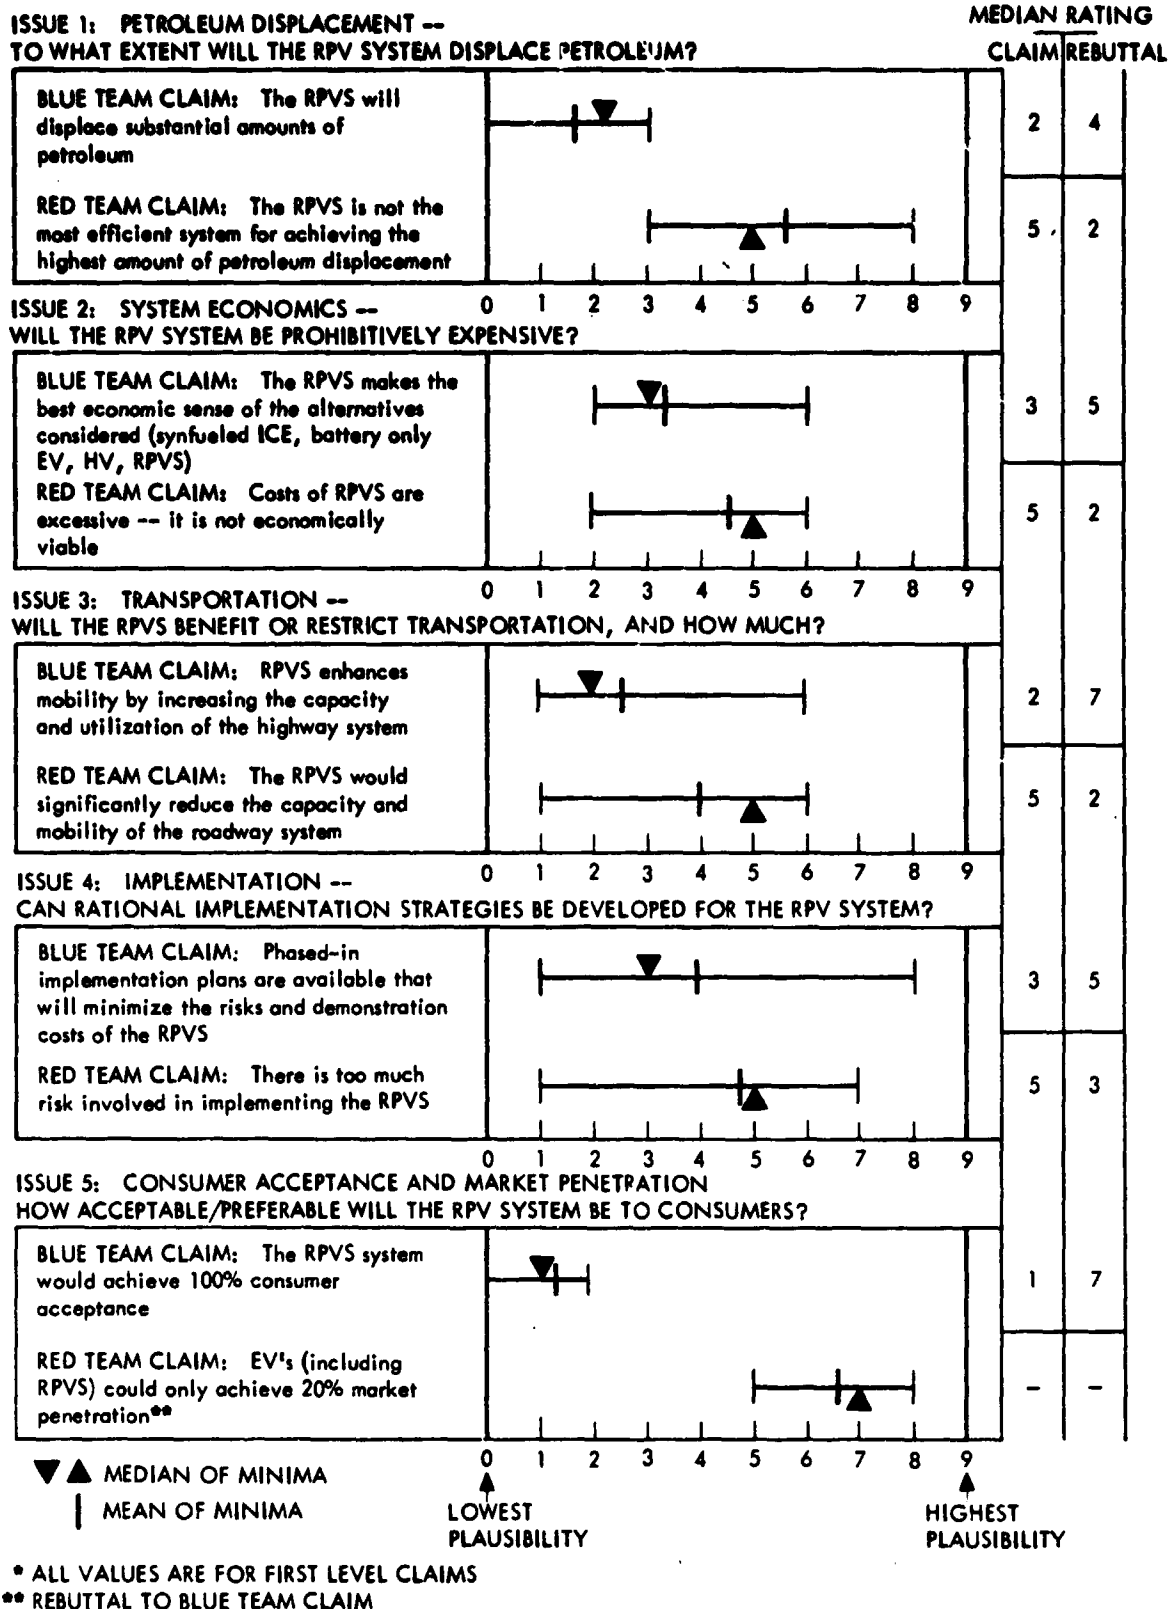 MEDIAN RATING
ISSUE 1: PETROLEUM DISPLACEMENT --
TO WHAT EXTENT WILL THE RPV SYSTEM DISPLACE PETROLEUM?
CLAIM REBUTTAL
BLUE TEAM CLAIM: The RPVS will
displace substantial amounts of
petroleum
2 4
RED TEAM CLAIM: The RPVS is not the
most efficient system for achieving the
highest amount of petroleum displacement
5 2
0 1 2 3 4 5 6 7 8 9
ISSUE 2: SYSTEM ECONOMICS --
WILL THE RPV SYSTEM BE PROHIBITIVELY EXPENSIVE?
BLUE TEAM CLAIM: The RPVS makes the
best economic sense of the alternatives
considered (synfueled ICE, battery only
EV, HV, RPVS)
3 5
RED TEAM CLAIM: Costs of RPVS are
excessive -- it is not economically
viable
5 2
0 1 2 3 4 5 6 7 8 9
ISSUE 3: TRANSPORTATION --
WILL THE RPVS BENEFIT OR RESTRICT TRANSPORTATION, AND HOW MUCH?
BLUE TEAM CLAIM: RPVS enhances
mobility by increasing the capacity
and utilization of the highway system
2 7
RED TEAM CLAIM: The RPVS would
significantly reduce the capacity and
mobility of the roadway system
5 2
0 1 2 3 4 5 6 7 8 9
ISSUE 4: IMPLEMENTATION --
CAN RATIONAL IMPLEMENTATION STRATEGIES BE DEVELOPED FOR THE RPV SYSTEM?
BLUE TEAM CLAIM: Phased-in
implementation plans are available that
will minimize the risks and demonstration
costs of the RPVS
3 5
RED TEAM CLAIM: There is too much
risk involved in implementing the RPVS
5 3
0 1 2 3 4 5 6 7 8 9
ISSUE 5: CONSUMER ACCEPTANCE AND MARKET PENETRATION
HOW ACCEPTABLE/PREFERABLE WILL THE RPV SYSTEM BE TO CONSUMERS?
BLUE TEAM CLAIM: The RPVS system
would achieve 100% consumer
acceptance
1 7
RED TEAM CLAIM: EV's (including
RPVS) could only achieve 20% market
penetration**
- -
0 1 2 3 4 5 6 7 8 9
▼ ▲ MEDIAN OF MINIMA
| MEAN OF MINIMA
LOWEST
PLAUSIBILITY
HIGHEST
PLAUSIBILITY
* ALL VALUES ARE FOR FIRST LEVEL CLAIMS
** REBUTTAL TO BLUE TEAM CLAIM